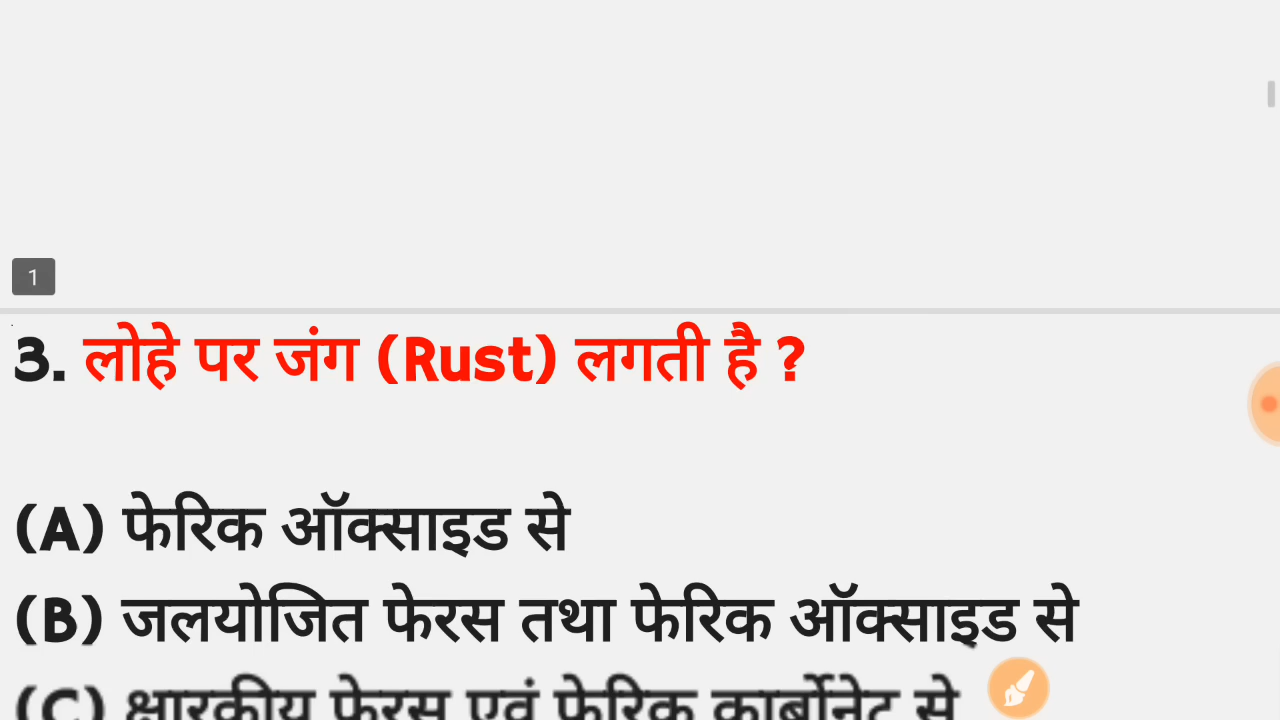 1
3. लोहे पर जंग (Rust) लगती है ?
(A) फेरिक ऑक्साइड से
(B) जलयोजित फेरस तथा फेरिक ऑक्साइड से
(C) क्षारकीय फेरस एवं फेरिक कार्बोनेट से